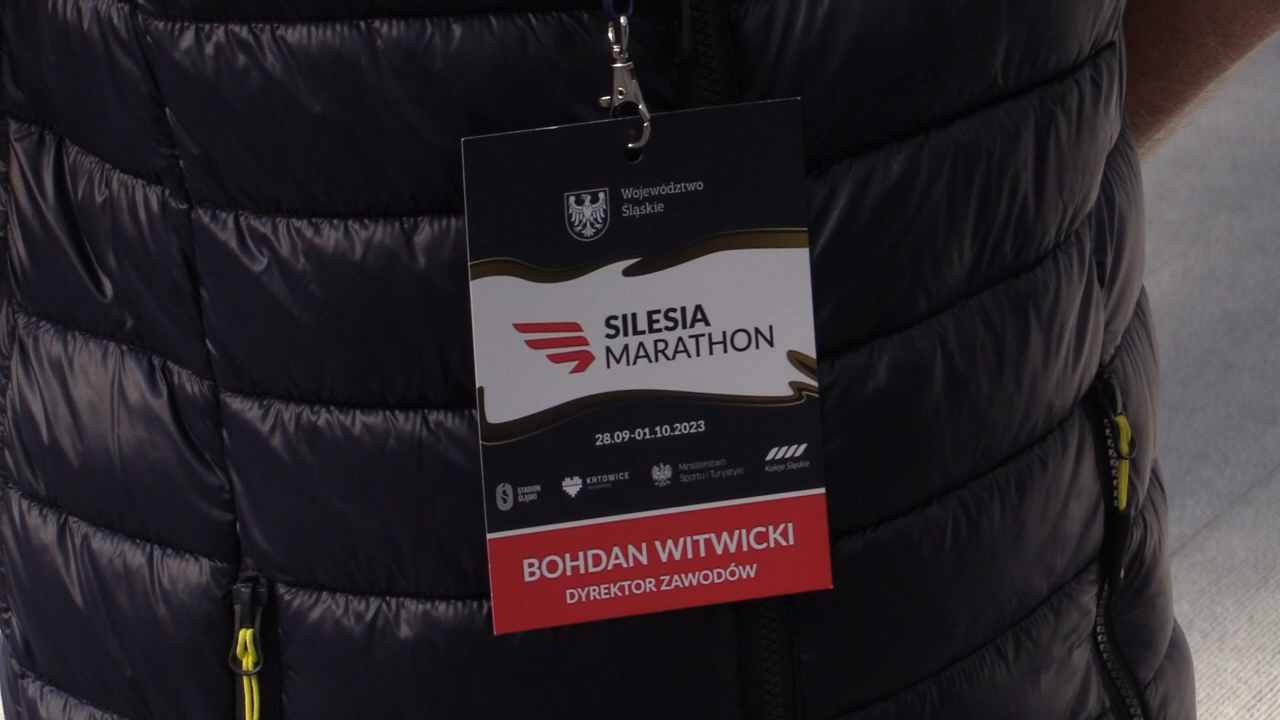 Województwo
Śląskie
SILESIA
MARATHON
28.09-01.10.2023
STADION
ŚLĄSKI
KATOWICE
Ministerstwo
Sportu i Turystyki
Koleje Śląskie
BOHDAN WITWICKI
DYREKTOR ZAWODÓW